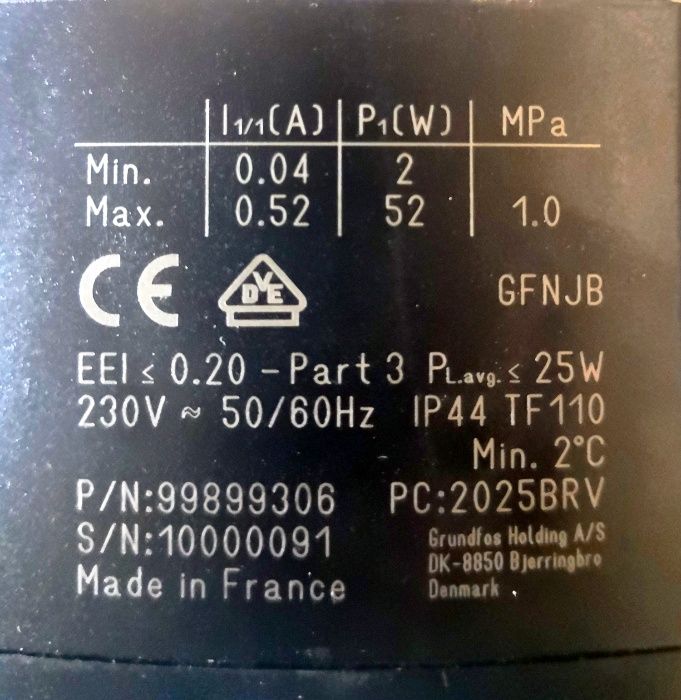 I1/1(A) P1(W) MPa
Min. 0.04 2
Max. 0.52 52 1.0
CE VDE GFNJB
EEI ≤ 0.20 - Part 3 PL.avg. ≤ 25W
230V ≈ 50/60Hz IP44 TF110
Min. 2°C
P/N:99899306 PC:2025BRV
S/N:10000091
Made in France
Grundfos Holding A/S
DK-8850 Bjerringbro
Denmark